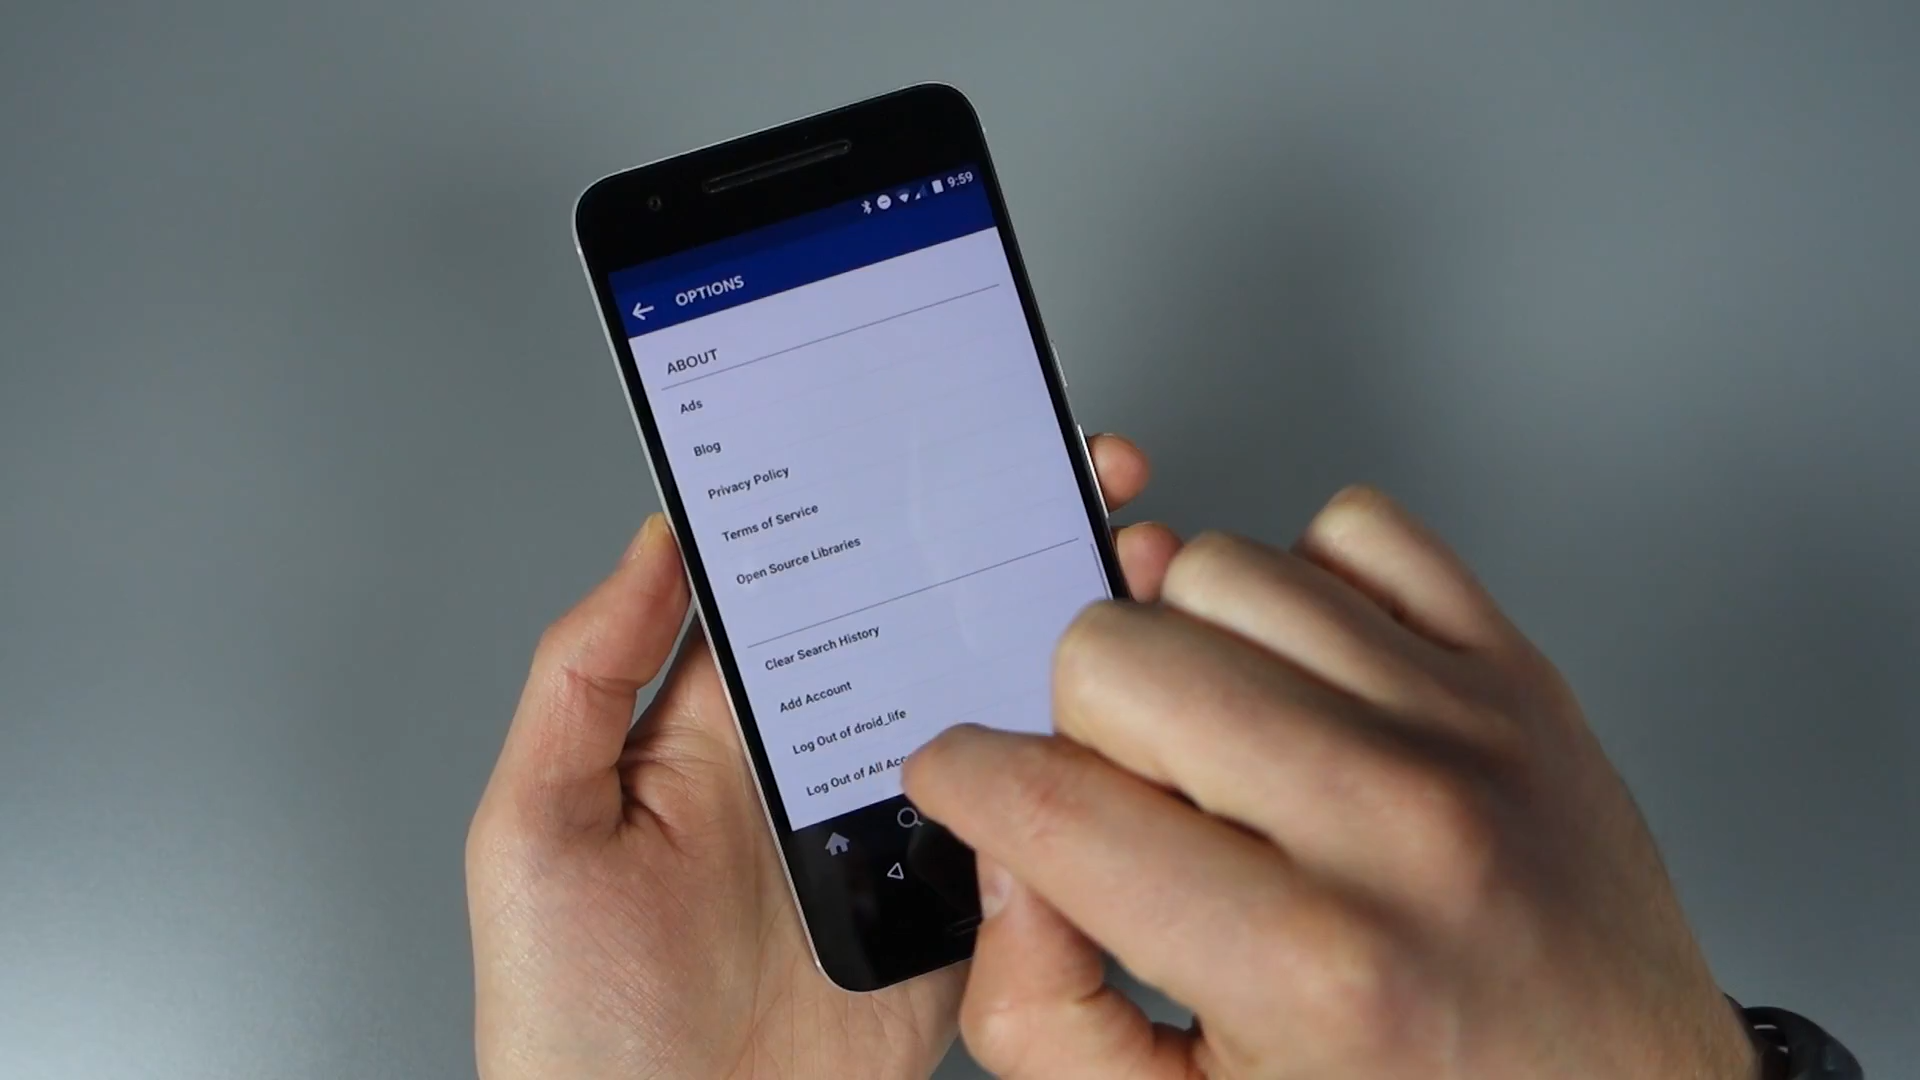 9:59
OPTIONS
ABOUT
Ads
Blog
Privacy Policy
Terms of Service
Open Source Libraries
Clear Search History
Add Account
Log Out of droid_life
Log Out of All